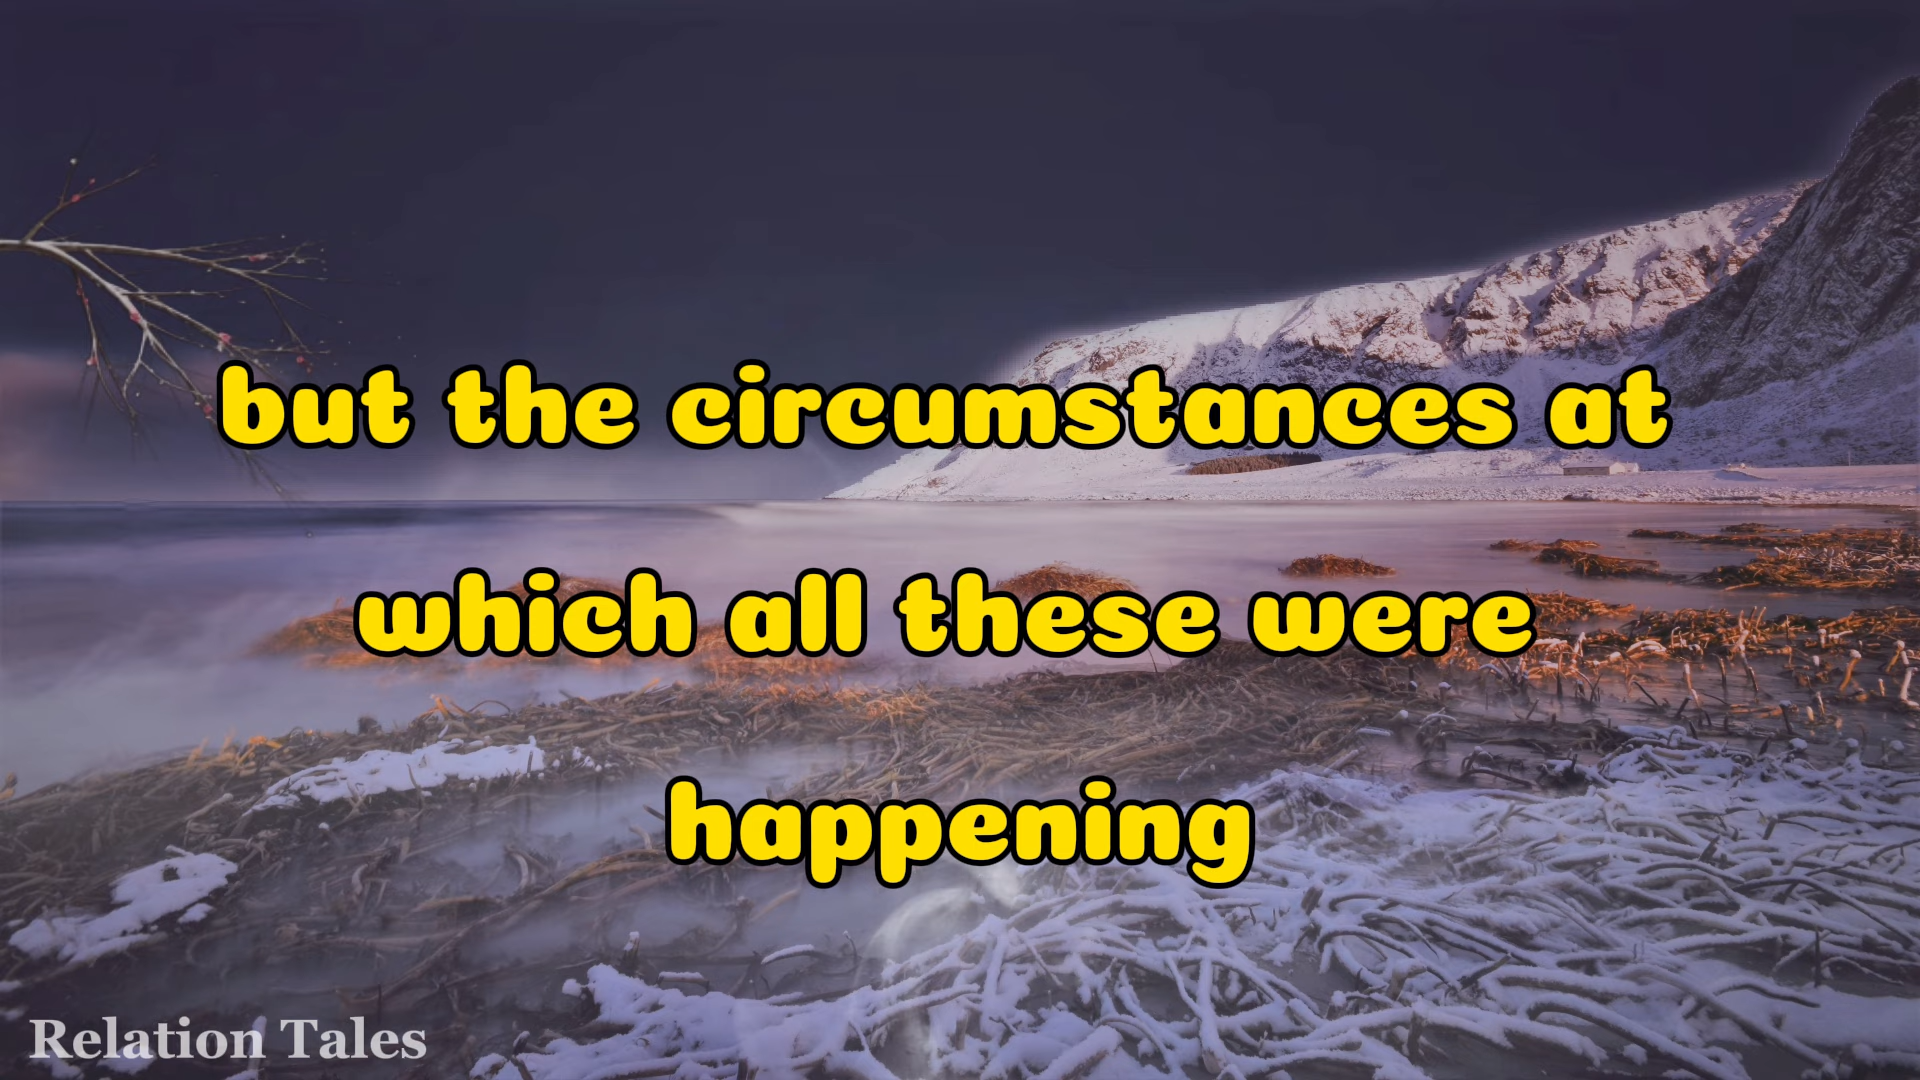 but the circumstances at
which all these were
happening
Relation Tales